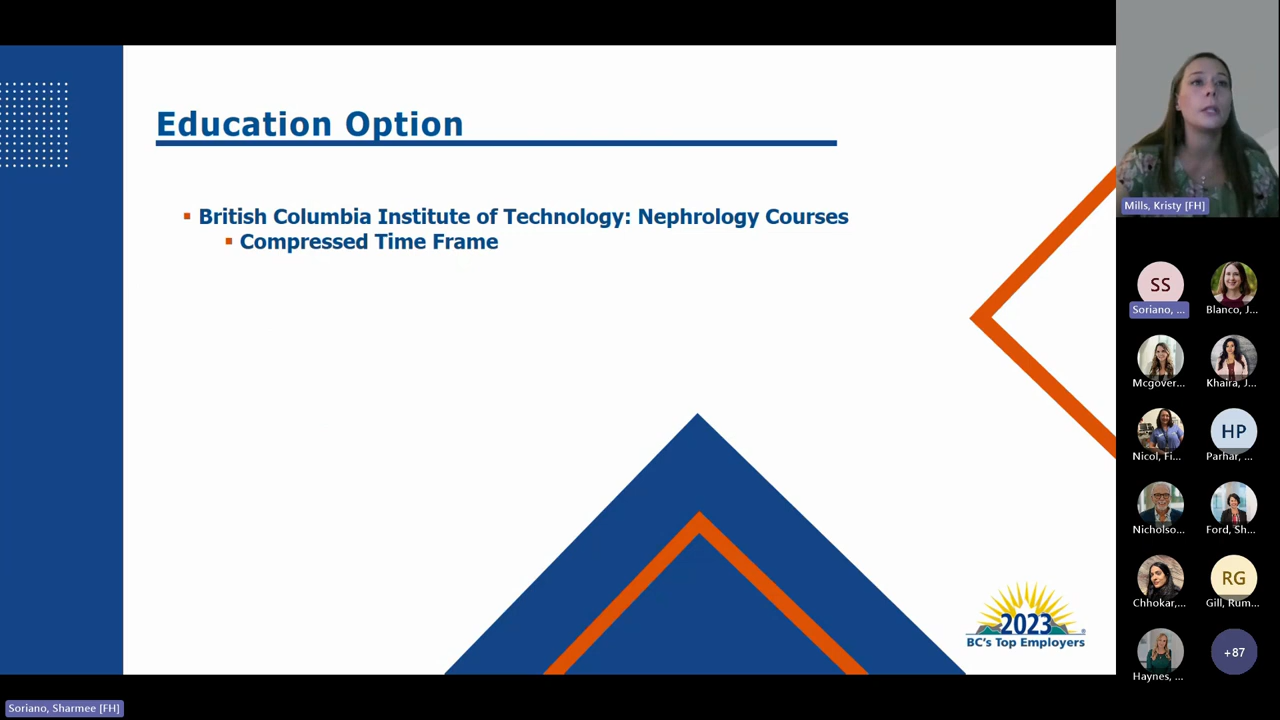 Education Option
British Columbia Institute of Technology: Nephrology Courses
Compressed Time Frame
2023
BC's Top Employers
Mills, Kristy [FH]
SS
Soriano, ...
Blanco, J...
Mcgover...
Khaira, J...
Nicol, Fi...
HP
Parhar, ...
Nicholso...
Ford, Sh...
Chhokar,...
RG
Gill, Rum...
Haynes, ...
+87
Soriano, Sharmee [FH]